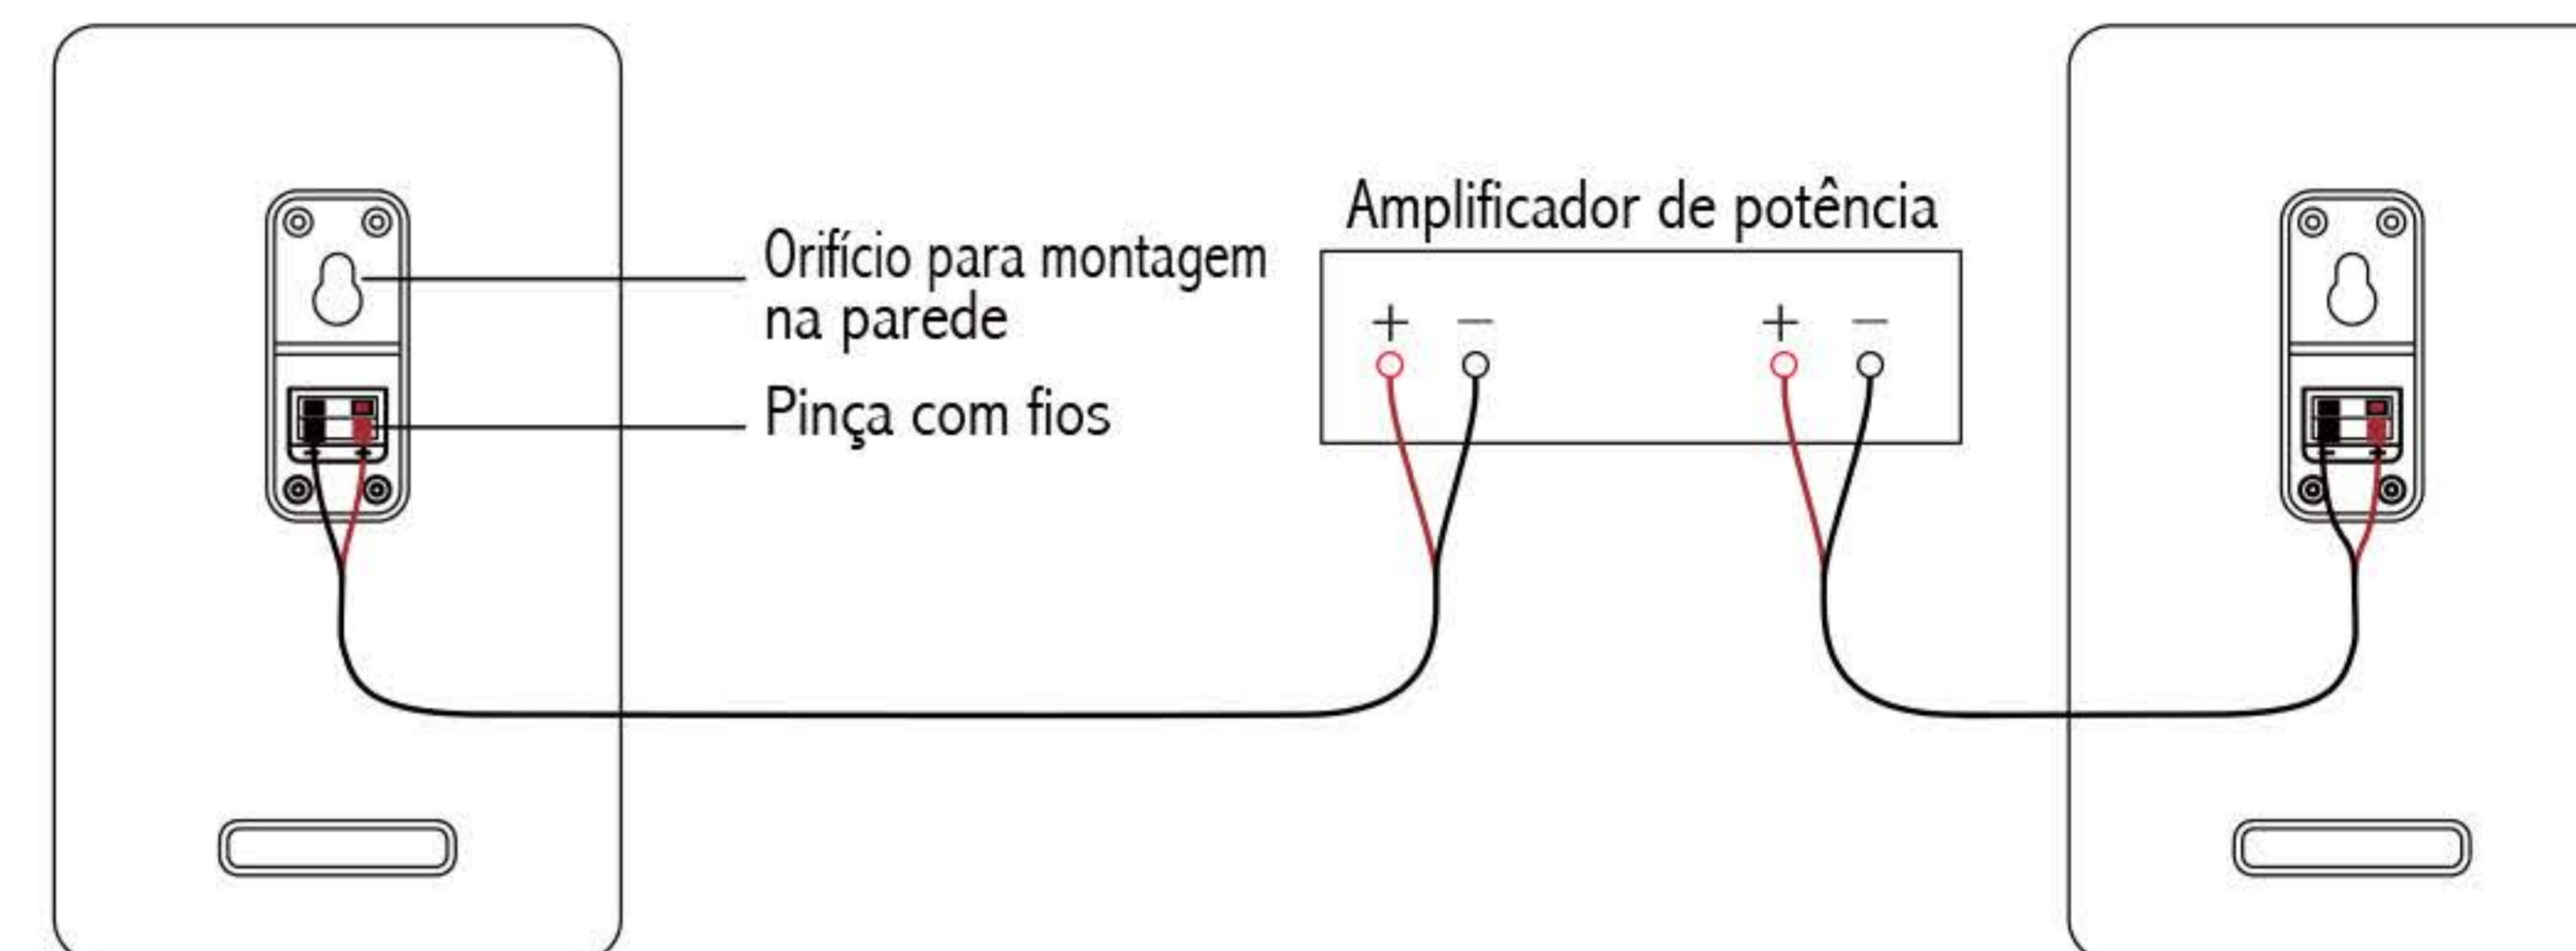 Amplificador de potência
Orifício para montagem
na parede
+ − + −
Pinça com fios
− +
− +